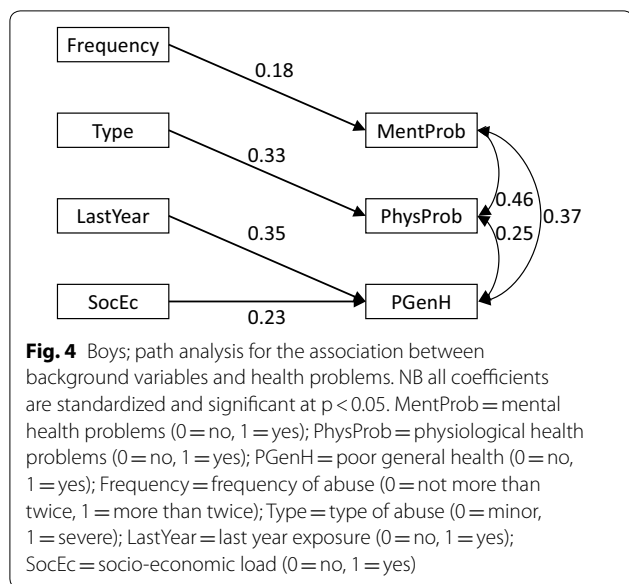 Frequency
0.18
Type
MentProb
0.33
0.46
LastYear
PhysProb
0.37
0.35
0.25
SocEc
PGenH
0.23
Fig. 4 Boys; path analysis for the association between
background variables and health problems. NB all coefficients
are standardized and significant at p < 0.05. MentProb = mental
health problems (0 = no, 1 = yes); PhysProb = physiological health
problems (0 = no, 1 = yes); PGenH = poor general health (0 = no,
1 = yes); Frequency = frequency of abuse (0 = not more than
twice, 1 = more than twice); Type = type of abuse (0 = minor,
1 = severe); LastYear = last year exposure (0 = no, 1 = yes);
SocEc = socio-economic load (0 = no, 1 = yes)